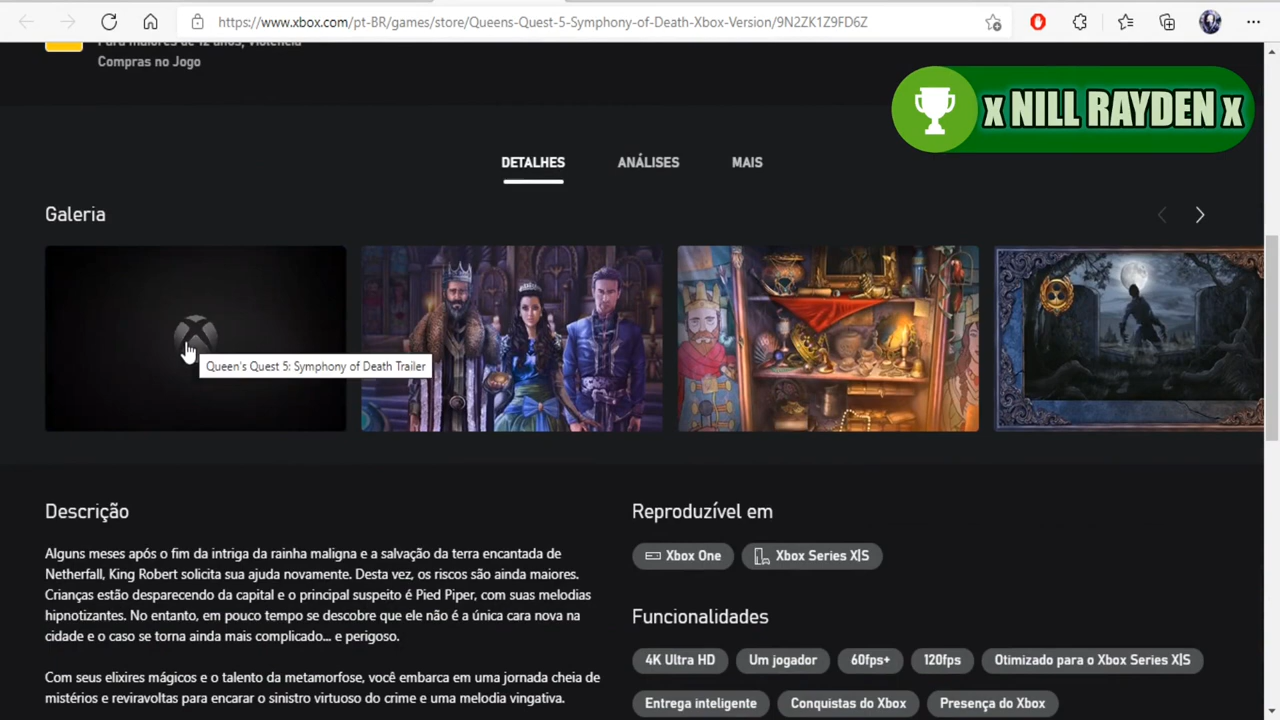 https://www.xbox.com/pt-BR/games/store/Queens-Quest-5-Symphony-of-Death-Xbox-Version/9N2ZK1Z9FD6Z
Para maiores de 12 anos, Violência
Compras no Jogo
x NILL RAYDEN x
DETALHES
ANÁLISES
MAIS
Galeria
Queen's Quest 5: Symphony of Death Trailer
Descrição
Alguns meses após o fim da intriga da rainha maligna e a salvação da terra encantada de
Netherfall, King Robert solicita sua ajuda novamente. Desta vez, os riscos são ainda maiores.
Crianças estão desparecendo da capital e o principal suspeito é Pied Piper, com suas melodias
hipnotizantes. No entanto, em pouco tempo se descobre que ele não é a única cara nova na
cidade e o caso se torna ainda mais complicado... e perigoso.
Com seus elixires mágicos e o talento da metamorfose, você embarca em uma jornada cheia de
mistérios e reviravoltas para encarar o sinistro virtuoso do crime e uma melodia vingativa.
Reproduzível em
Xbox One
Xbox Series X|S
Funcionalidades
4K Ultra HD
Um jogador
60fps+
120fps
Otimizado para o Xbox Series X|S
Entrega inteligente
Conquistas do Xbox
Presença do Xbox